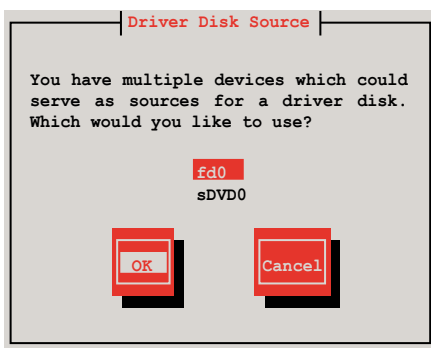 Driver Disk Source
You have multiple devices which could
serve as sources for a driver disk.
Which would you like to use?
fd0
sDVD0
OK Cancel